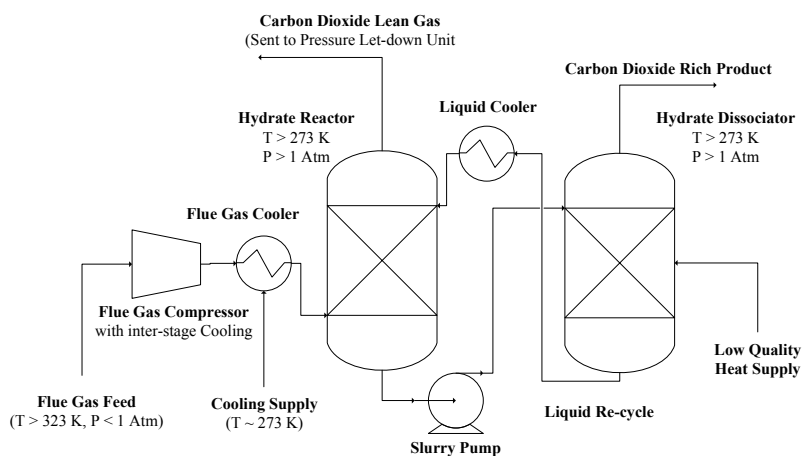 Carbon Dioxide Lean Gas
(Sent to Pressure Let-down Unit
Carbon Dioxide Rich Product
Hydrate Reactor
T > 273 K
P > 1 Atm
Liquid Cooler
Hydrate Dissociator
T > 273 K
P > 1 Atm
Flue Gas Cooler
Flue Gas Compressor
with inter-stage Cooling
Flue Gas Feed
(T > 323 K, P < 1 Atm)
Cooling Supply
(T ~ 273 K)
Slurry Pump
Liquid Re-cycle
Low Quality
Heat Supply